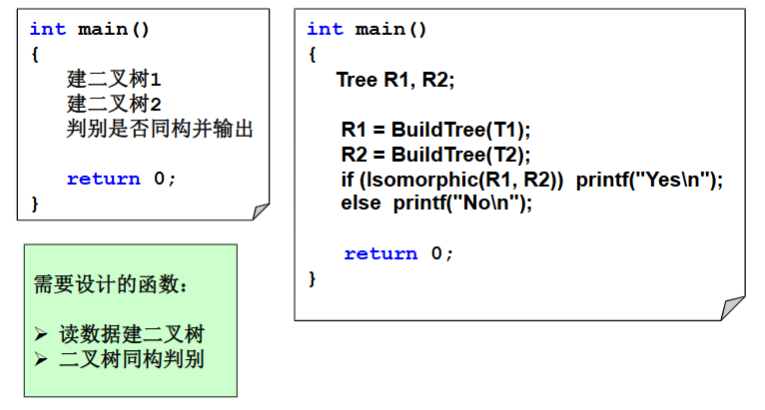 int main()
{
建二叉树1
建二叉树2
判别是否同构并输出
return 0;
}
需要设计的函数：
➢ 读数据建二叉树
➢ 二叉树同构判别
int main()
{
Tree R1, R2;
R1 = BuildTree(T1);
R2 = BuildTree(T2);
if (Isomorphic(R1, R2)) printf("Yes\n");
else printf("No\n");
return 0;
}